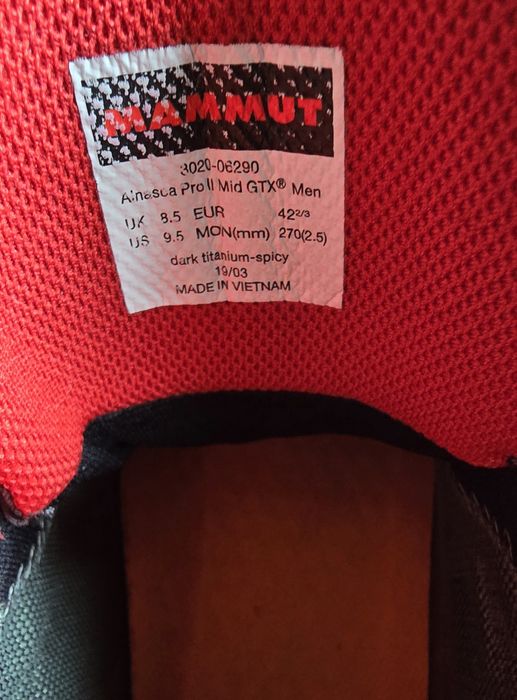 MAMMUT
3020-06290
Ainasca Pro II Mid GTX® Men
UK 8.5 EUR 42 2/3
US 9.5 MON(mm) 270(2.5)
dark titanium-spicy
19/03
MADE IN VIETNAM